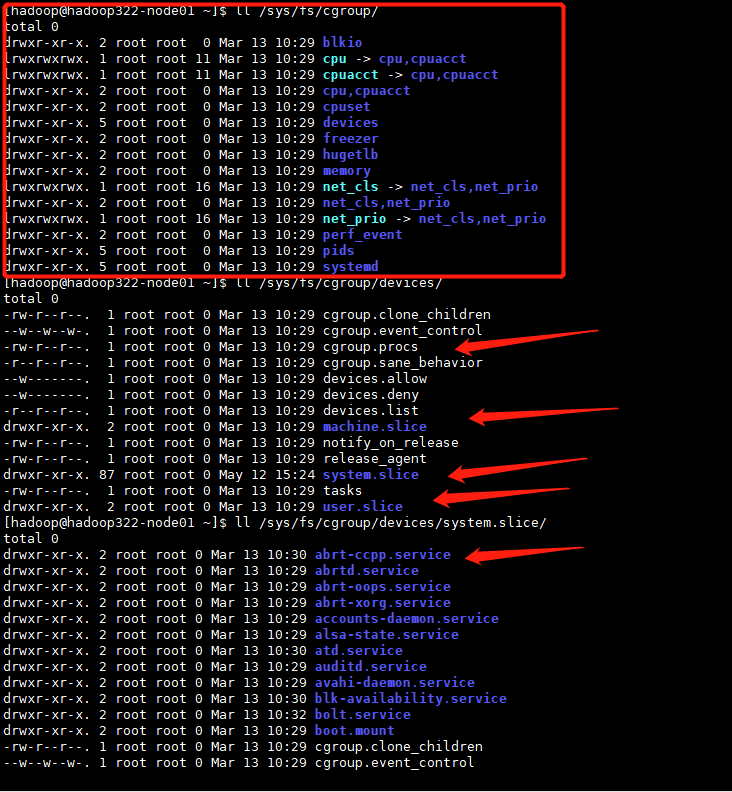 [hadoop@hadoop322-node01 ~]$ ll /sys/fs/cgroup/
total 0
drwxr-xr-x. 2 root root  0 Mar 13 10:29 blkio
lrwxrwxrwx. 1 root root 11 Mar 13 10:29 cpu -> cpu,cpuacct
lrwxrwxrwx. 1 root root 11 Mar 13 10:29 cpuacct -> cpu,cpuacct
drwxr-xr-x. 2 root root  0 Mar 13 10:29 cpu,cpuacct
drwxr-xr-x. 2 root root  0 Mar 13 10:29 cpuset
drwxr-xr-x. 5 root root  0 Mar 13 10:29 devices
drwxr-xr-x. 2 root root  0 Mar 13 10:29 freezer
drwxr-xr-x. 2 root root  0 Mar 13 10:29 hugetlb
drwxr-xr-x. 2 root root  0 Mar 13 10:29 memory
lrwxrwxrwx. 1 root root 16 Mar 13 10:29 net_cls -> net_cls,net_prio
drwxr-xr-x. 2 root root  0 Mar 13 10:29 net_cls,net_prio
lrwxrwxrwx. 1 root root 16 Mar 13 10:29 net_prio -> net_cls,net_prio
drwxr-xr-x. 2 root root  0 Mar 13 10:29 perf_event
drwxr-xr-x. 5 root root  0 Mar 13 10:29 pids
drwxr-xr-x. 5 root root  0 Mar 13 10:29 systemd
[hadoop@hadoop322-node01 ~]$ ll /sys/fs/cgroup/devices/
total 0
-rw-r--r--.  1 root root 0 Mar 13 10:29 cgroup.clone_children
--w--w--w-.  1 root root 0 Mar 13 10:29 cgroup.event_control
-rw-r--r--.  1 root root 0 Mar 13 10:29 cgroup.procs
-r--r--r--.  1 root root 0 Mar 13 10:29 cgroup.sane_behavior
--w-------.  1 root root 0 Mar 13 10:29 devices.allow
--w-------.  1 root root 0 Mar 13 10:29 devices.deny
-r--r--r--.  1 root root 0 Mar 13 10:29 devices.list
drwxr-xr-x.  2 root root 0 Mar 13 10:29 machine.slice
-rw-r--r--.  1 root root 0 Mar 13 10:29 notify_on_release
-rw-r--r--.  1 root root 0 Mar 13 10:29 release_agent
drwxr-xr-x. 87 root root 0 May 12 15:24 system.slice
-rw-r--r--.  1 root root 0 Mar 13 10:29 tasks
drwxr-xr-x.  2 root root 0 Mar 13 10:29 user.slice
[hadoop@hadoop322-node01 ~]$ ll /sys/fs/cgroup/devices/system.slice/
total 0
drwxr-xr-x. 2 root root 0 Mar 13 10:30 abrt-ccpp.service
drwxr-xr-x. 2 root root 0 Mar 13 10:29 abrtd.service
drwxr-xr-x. 2 root root 0 Mar 13 10:29 abrt-oops.service
drwxr-xr-x. 2 root root 0 Mar 13 10:29 abrt-xorg.service
drwxr-xr-x. 2 root root 0 Mar 13 10:29 accounts-daemon.service
drwxr-xr-x. 2 root root 0 Mar 13 10:29 alsa-state.service
drwxr-xr-x. 2 root root 0 Mar 13 10:30 atd.service
drwxr-xr-x. 2 root root 0 Mar 13 10:29 auditd.service
drwxr-xr-x. 2 root root 0 Mar 13 10:29 avahi-daemon.service
drwxr-xr-x. 2 root root 0 Mar 13 10:30 blk-availability.service
drwxr-xr-x. 2 root root 0 Mar 13 10:32 bolt.service
drwxr-xr-x. 2 root root 0 Mar 13 10:29 boot.mount
-rw-r--r--. 1 root root 0 Mar 13 10:29 cgroup.clone_children
--w--w--w-. 1 root root 0 Mar 13 10:29 cgroup.event_control